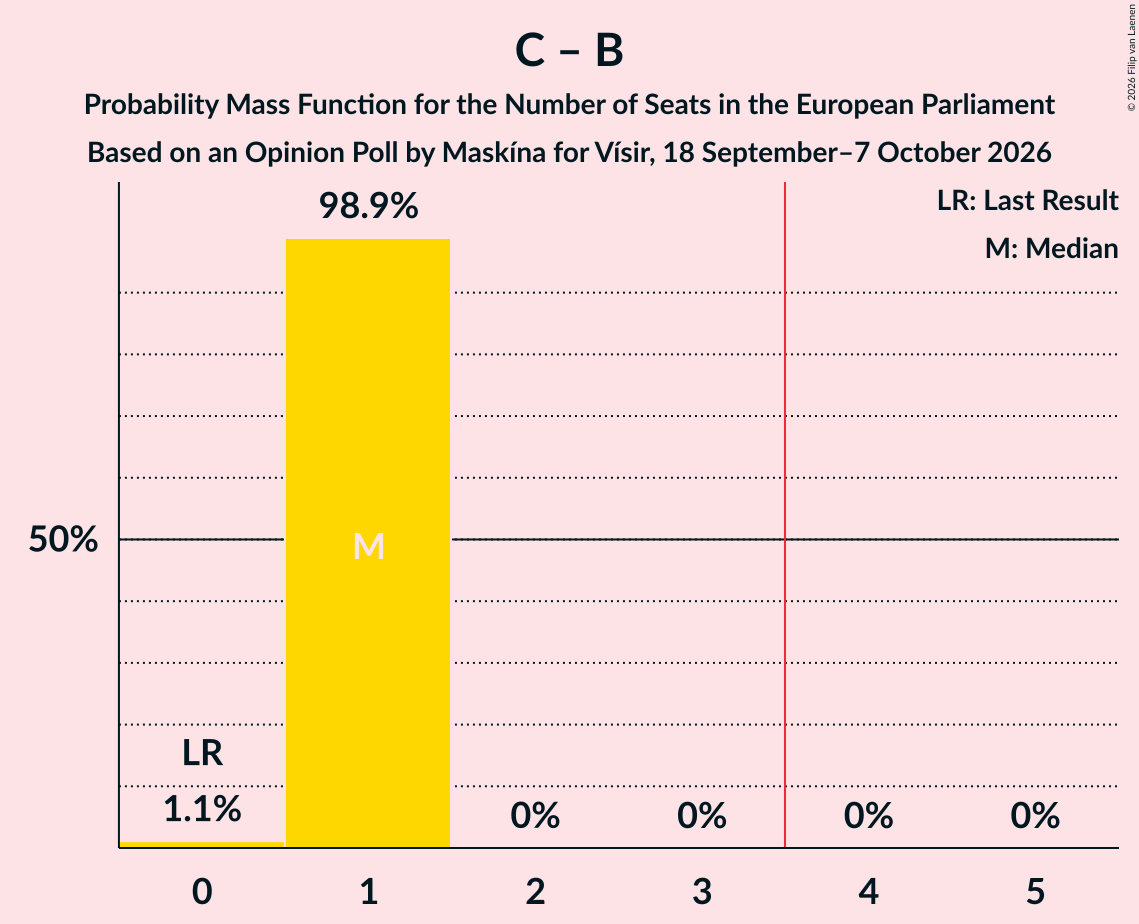 C – B
Probability Mass Function for the Number of Seats in the European Parliament
Based on an Opinion Poll by Maskína for Vísir, 18 September–7 October 2026
© 2026 Filip van Laenen
LR: Last Result
M: Median
98.9%
50%
M
LR
1.1%
0%
0%
0%
0%
0 1 2 3 4 5